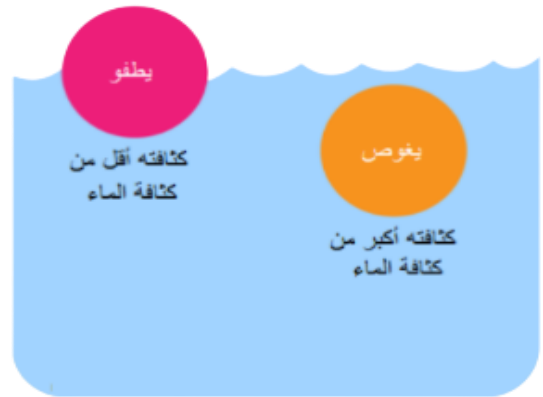 يطفو
كثافته أقل من
كثافة الماء
يغوص
كثافته أكبر من
كثافة الماء